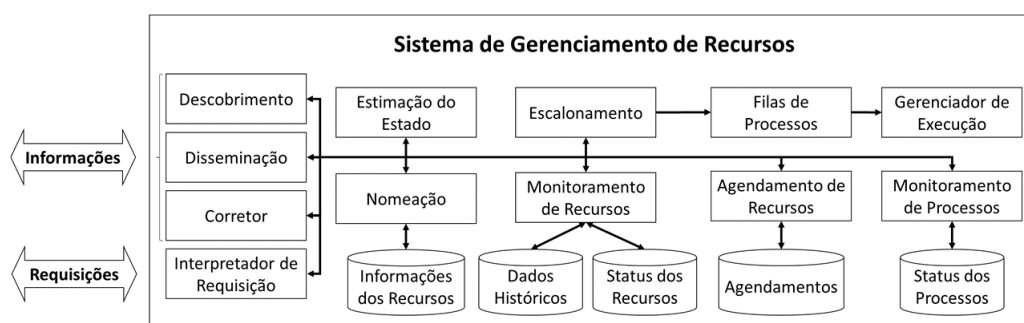 Sistema de Gerenciamento de Recursos
Informações
Requisições
Descobrimento
Disseminação
Corretor
Interpretador de
Requisição
Estimação do
Estado
Escalonamento
Filas de
Processos
Gerenciador de
Execução
Nomeação
Monitoramento
de Recursos
Agendamento de
Recursos
Monitoramento
de Processos
Informações
dos Recursos
Dados
Históricos
Status dos
Recursos
Agendamentos
Status dos
Processos